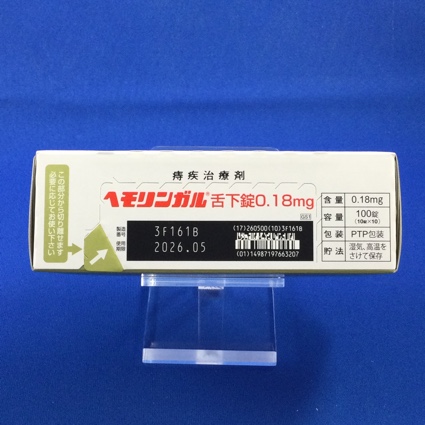 この部分から切り離せます
必要に応じてお使い下さい
痔疾治療剤
ヘモリンガル®舌下錠0.18mg
G01
製造番号 3F161B
使用期限 2026.05
(17)260500(10)3F161B
(01)14987197663207
含量 0.18mg
容量 100錠
(10錠×10)
包装 PTP包装
貯法 湿気、高温を
さけて保存